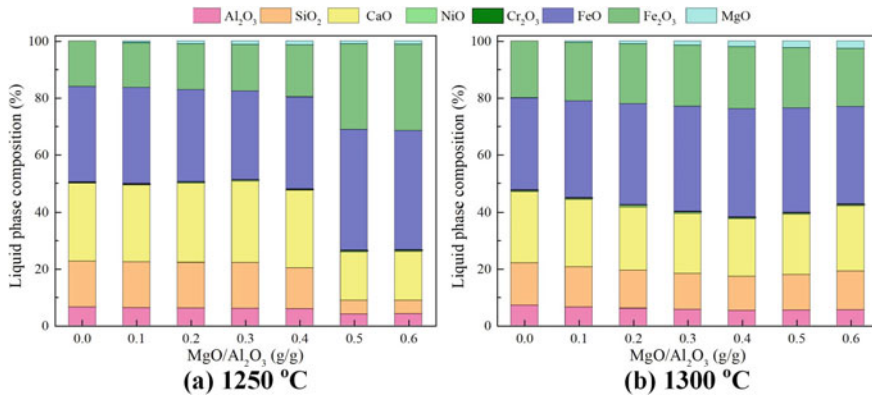 Al₂O₃ SiO₂ CaO NiO Cr₂O₃ FeO Fe₂O₃ MgO
100
80
60
40
20
0
Liquid phase composition (%)
0.0 0.1 0.2 0.3 0.4 0.5 0.6
MgO/Al₂O₃ (g/g)
(a) 1250 °C
100
80
60
40
20
0
Liquid phase composition (%)
0.0 0.1 0.2 0.3 0.4 0.5 0.6
MgO/Al₂O₃ (g/g)
(b) 1300 °C